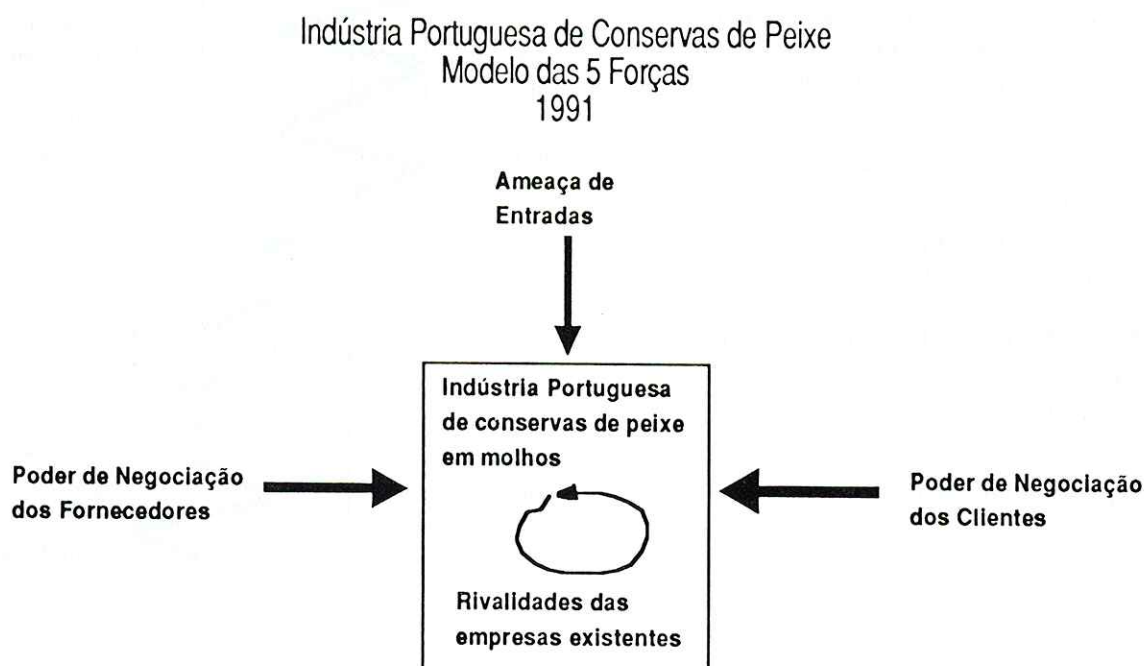 Indústria Portuguesa de Conservas de Peixe
Modelo das 5 Forças
1991
Ameaça de
Entradas
Indústria Portuguesa
de conservas de peixe
em molhos
Poder de Negociação
dos Fornecedores
Poder de Negociação
dos Clientes
Rivalidades das
empresas existentes